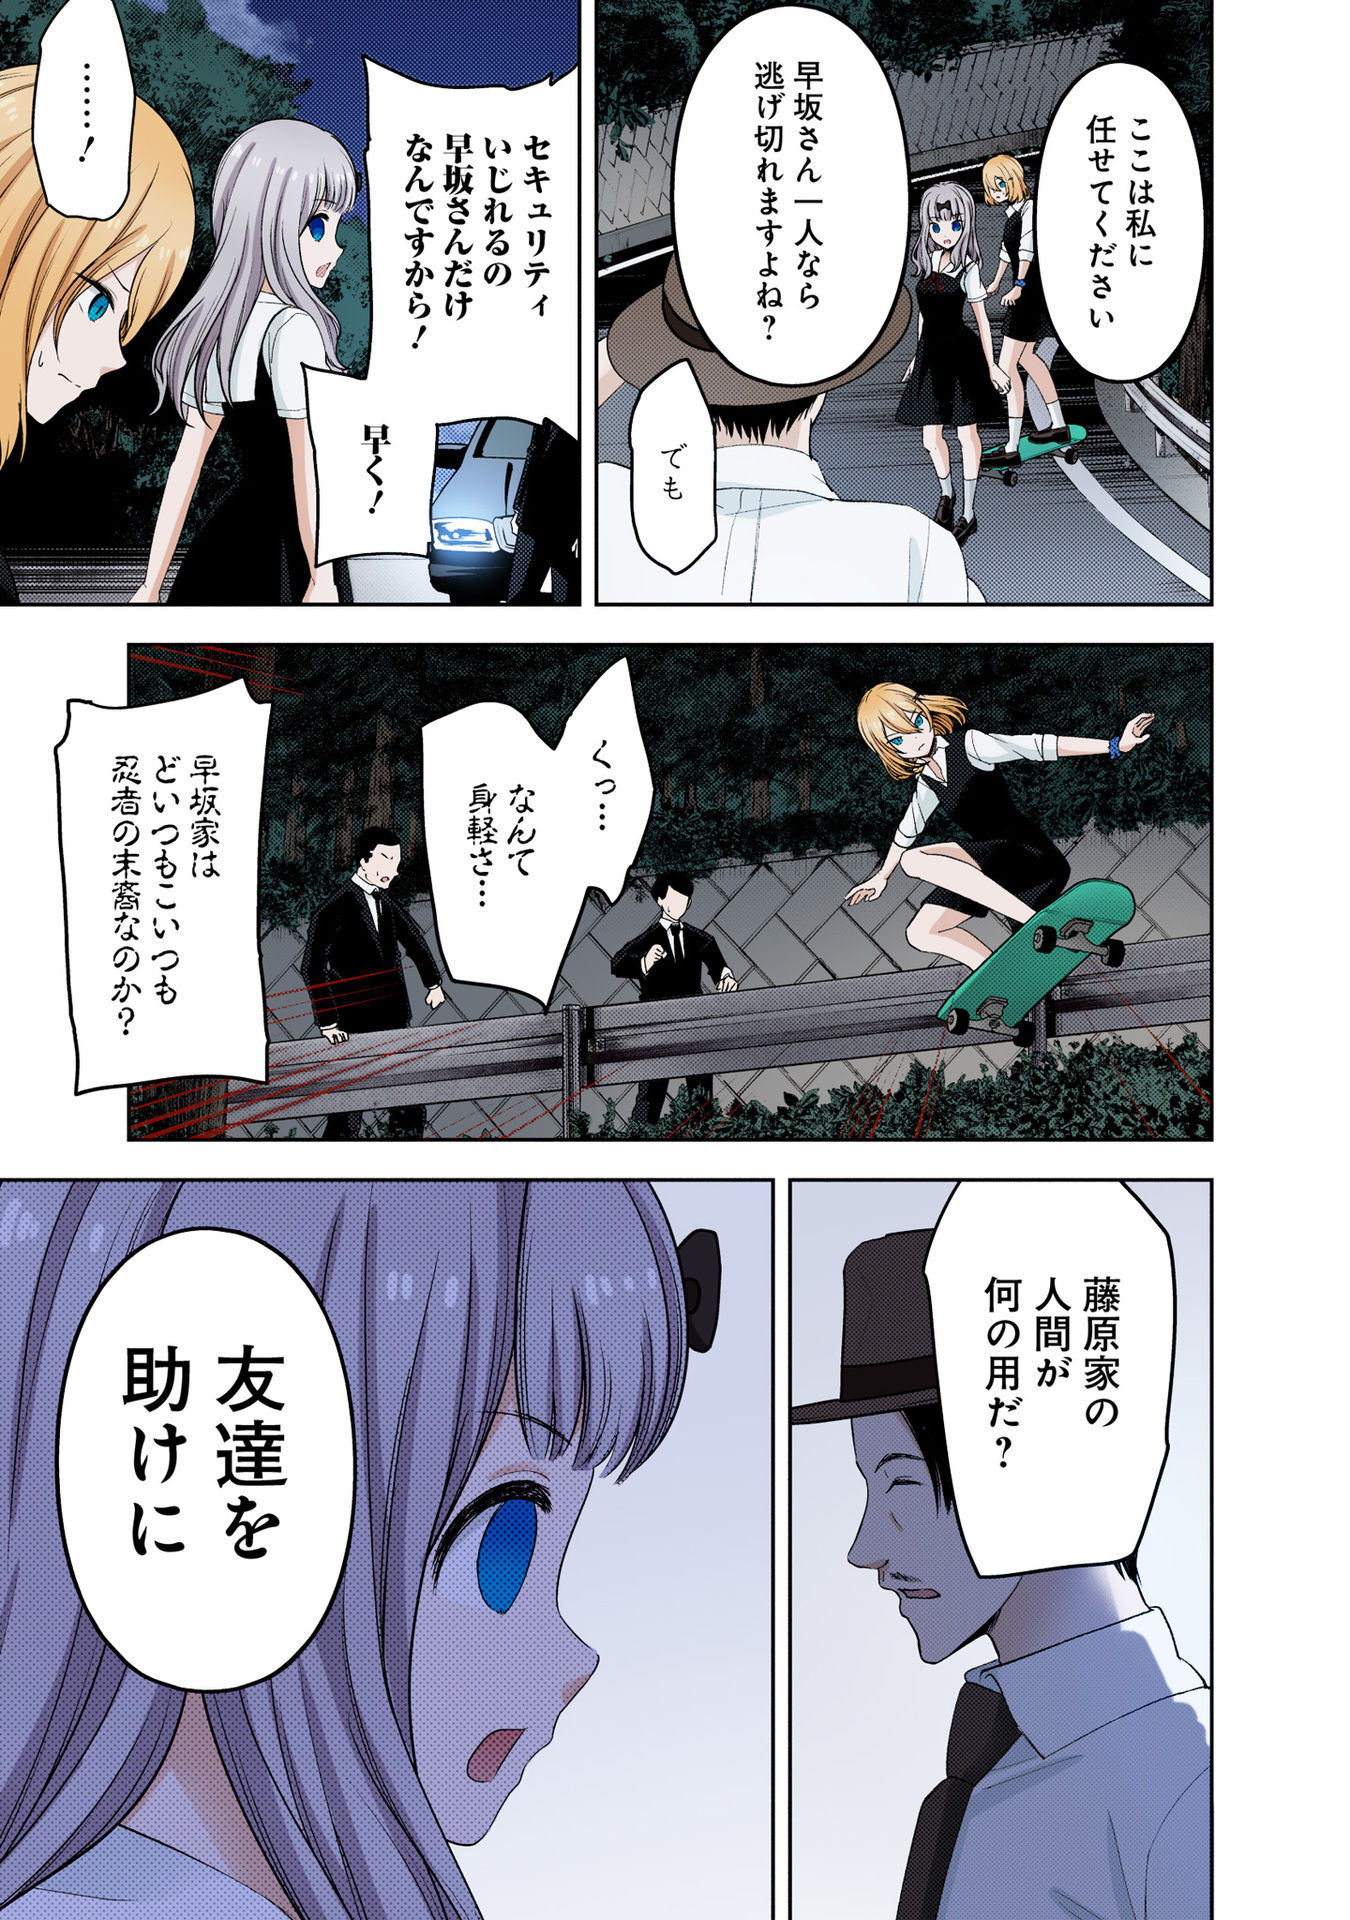 ここは私に
任せてください
早坂さん一人なら
逃げ切れますよね?
でも
セキュリティ
いじれるの
早坂さんだけ
なんですから!
早く!
……!
くっ…
なんて
身軽さ…
早坂家は
どいつもこいつも
忍者の末裔なのか?
藤原家の
人間が
何の用だ?
友達を
助けに